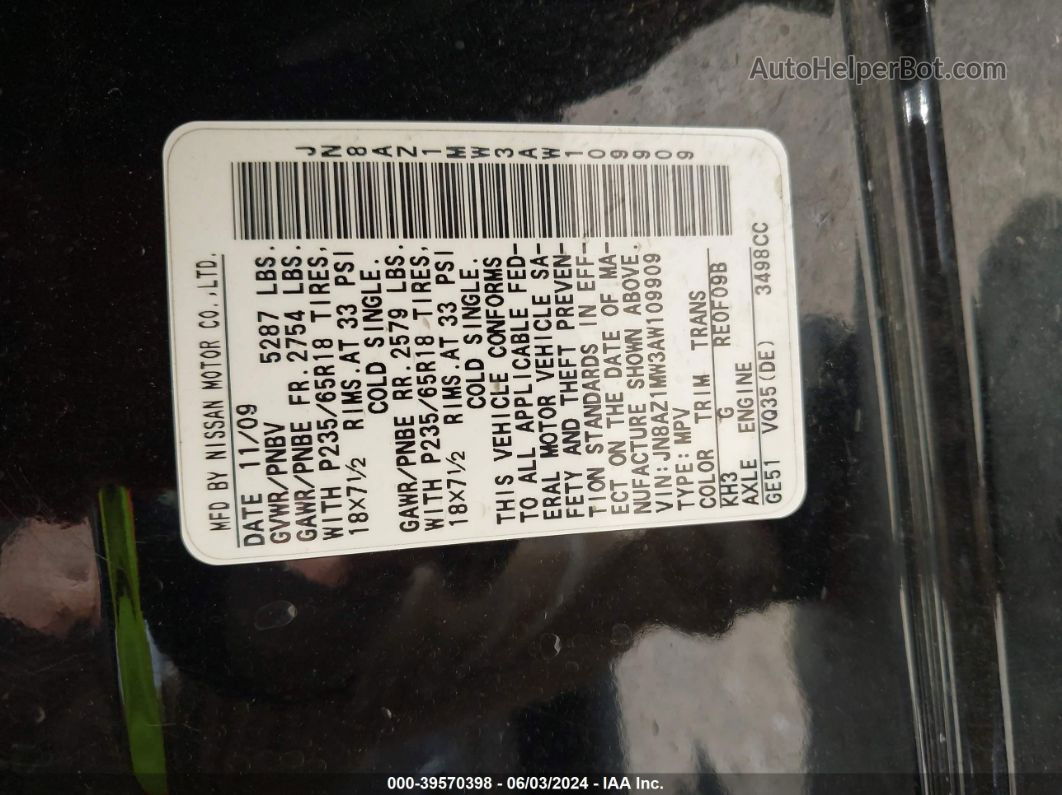 AutoHelperBot.com
JN8AZ1MW3AW109909
MFD BY NISSAN MOTOR CO.,LTD.
DATE 11/09
GVWR/PNBV 5287 LBS.
GAWR/PNBE FR.2754 LBS.
WITH P235/65R18 TIRES,
18X7½ RIMS.AT 33 PSI
COLD SINGLE.
GAWR/PNBE RR.2579 LBS.
WITH P235/65R18 TIRES,
18X7½ RIMS.AT 33 PSI
COLD SINGLE.
THIS VEHICLE CONFORMS
TO ALL APPLICABLE FED-
ERAL MOTOR VEHICLE SA-
FETY AND THEFT PREVEN-
TION STANDARDS IN EFF-
ECT ON THE DATE OF MA-
NUFACTURE SHOWN ABOVE.
VIN:JN8AZ1MW3AW109909
TYPE:MPV
COLOR TRIM TRANS
KH3 G RE0F09B
AXLE ENGINE
GE51 VQ35(DE) 3498CC
000-39570398 - 06/03/2024 - IAA Inc.